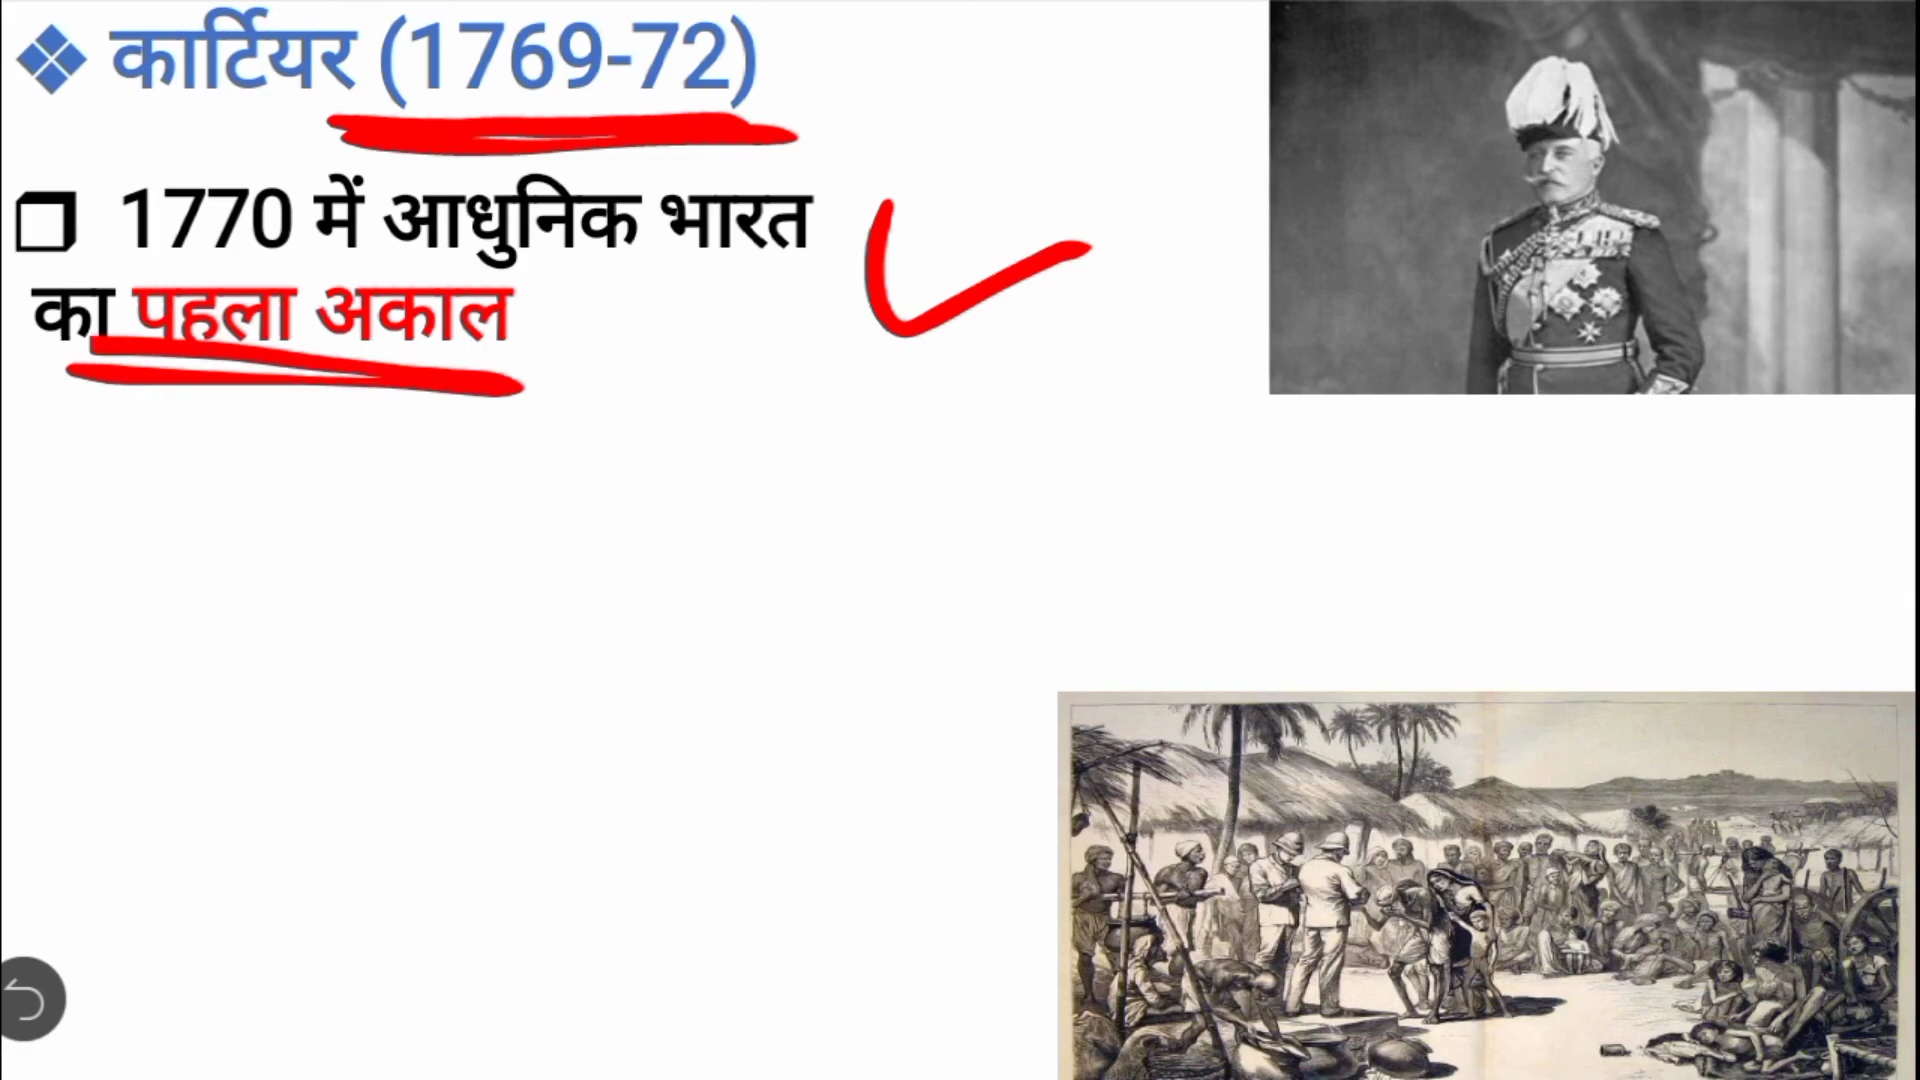 कार्टियर (1769-72)
1770 में आधुनिक भारत
का पहला अकाल